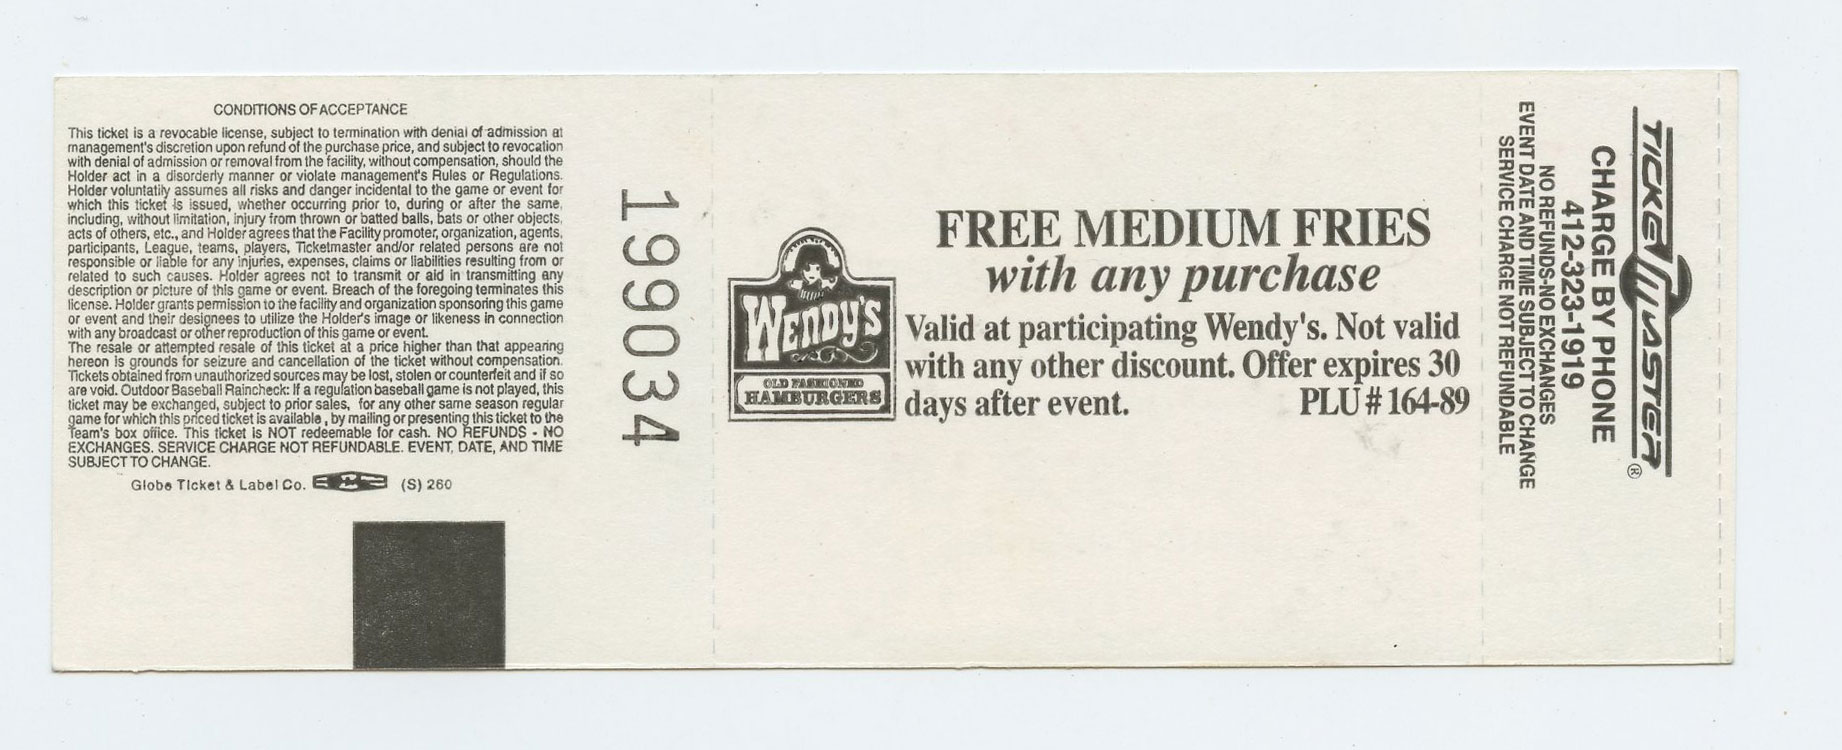 CONDITIONS OF ACCEPTANCE
This ticket is a revocable license, subject to termination with denial of admission at
management's discretion upon refund of the purchase price, and subject to revocation
with denial of admission or removal from the facility, without compensation, should the
Holder act in a disorderly manner or violate management's Rules or Regulations.
Holder voluntatily assumes all risks and danger incidental to the game or event for
which this ticket is issued, whether occurring prior to, during or after the same,
including, without limitation, injury from thrown or batted balls, bats or other objects,
acts of others, etc., and Holder agrees that the Facility promoter, organization, agents,
participants, League, teams, players, Ticketmaster and/or related persons are not
responsible or liable for any injuries, expenses, claims or liabilities resulting from or
related to such causes. Holder agrees not to transmit or aid in transmitting any
description or picture of this game or event. Breach of the foregoing terminates this
license. Holder grants permission to the facility and organization sponsoring this game
or event and their designees to utilize the Holder's image or likeness in connection
with any broadcast or other reproduction of this game or event.
The resale or attempted resale of this ticket at a price higher than that appearing
hereon is grounds for seizure and cancellation of the ticket without compensation.
Tickets obtained from unauthorized sources may be lost, stolen or counterfeit and if so
are void. Outdoor Baseball Raincheck: If a regulation baseball game is not played, this
ticket may be exchanged, subject to prior sales, for any other same season regular
game for which this priced ticket is available, by mailing or presenting this ticket to the
Team's box office. This ticket is NOT redeemable for cash. NO REFUNDS - NO
EXCHANGES. SERVICE CHARGE NOT REFUNDABLE. EVENT, DATE, AND TIME
SUBJECT TO CHANGE.
Globe Ticket & Label Co. (S) 260
199034
WENDY'S
OLD FASHIONED
HAMBURGERS
FREE MEDIUM FRIES
with any purchase
Valid at participating Wendy's. Not valid
with any other discount. Offer expires 30
days after event. PLU # 164-89
TICKETMASTER®
CHARGE BY PHONE
412-323-1919
NO REFUNDS-NO EXCHANGES
EVENT DATE AND TIME SUBJECT TO CHANGE
SERVICE CHARGE NOT REFUNDABLE